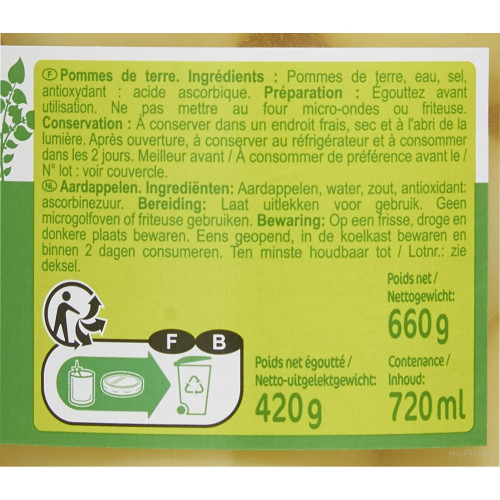 F Pommes de terre. Ingrédients : Pommes de terre, eau, sel,
antioxydant : acide ascorbique. Préparation : Égouttez avant
utilisation. Ne pas mettre au four micro-ondes ou friteuse.
Conservation : À conserver dans un endroit frais, sec et à l'abri de la
lumière. Après ouverture, à conserver au réfrigérateur et à consommer
dans les 2 jours. Meilleur avant / À consommer de préférence avant le /
N° lot : voir couvercle.
NL Aardappelen. Ingrediënten: Aardappelen, water, zout, antioxidant:
ascorbinezuur. Bereiding: Laat uitlekken voor gebruik. Geen
microgolfoven of friteuse gebruiken. Bewaring: Op een frisse, droge en
donkere plaats bewaren. Eens geopend, in de koelkast bewaren en
binnen 2 dagen consumeren. Ten minste houdbaar tot / Lotnr.: zie
deksel.
Poids net /
Nettogewicht:
660g
F B
Poids net égoutté /
Netto-uitgelektgewicht:
420g
Contenance /
Inhoud:
720ml